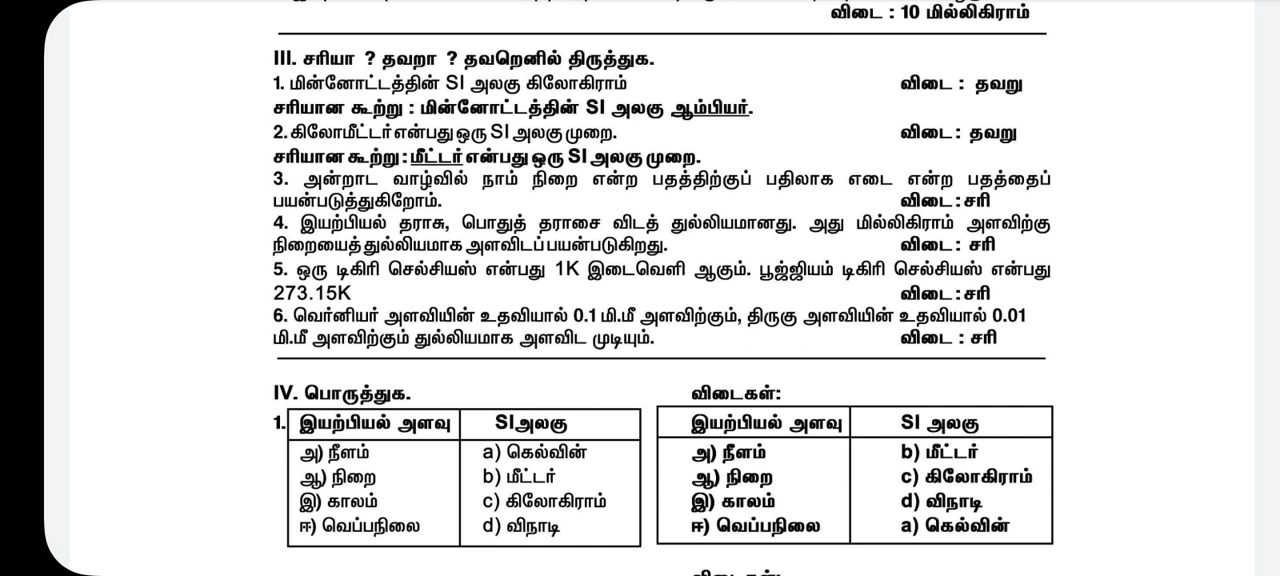 விடை : 10 மில்லிகிராம்
III. சரியா ? தவறா ? தவறெனில் திருத்துக.
1. மின்னோட்டத்தின் SI அலகு கிலோகிராம் விடை : தவறு
சரியான கூற்று : மின்னோட்டத்தின் SI அலகு ஆம்பியர்.
2. கிலோமீட்டர் என்பது ஒரு SI அலகு முறை. விடை : தவறு
சரியான கூற்று : மீட்டர் என்பது ஒரு SI அலகு முறை.
3. அன்றாட வாழ்வில் நாம் நிறை என்ற பதத்திற்குப் பதிலாக எடை என்ற பதத்தைப்
பயன்படுத்துகிறோம். விடை : சரி
4. இயற்பியல் தராசு, பொதுத் தராசை விடத் துல்லியமானது. அது மில்லிகிராம் அளவிற்கு
நிறையைத் துல்லியமாக அளவிடப் பயன்படுகிறது. விடை : சரி
5. ஒரு டிகிரி செல்சியஸ் என்பது 1K இடைவெளி ஆகும். பூஜ்ஜியம் டிகிரி செல்சியஸ் என்பது
273.15K விடை : சரி
6. வெர்னியர் அளவியின் உதவியால் 0.1 மி.மீ அளவிற்கும், திருகு அளவியின் உதவியால் 0.01
மி.மீ அளவிற்கும் துல்லியமாக அளவிட முடியும். விடை : சரி
IV. பொருத்துக. விடைகள்:
1. இயற்பியல் அளவு SI அலகு இயற்பியல் அளவு SI அலகு
அ) நீளம் a) கெல்வின் அ) நீளம் b) மீட்டர்
ஆ) நிறை b) மீட்டர் ஆ) நிறை c) கிலோகிராம்
இ) காலம் c) கிலோகிராம் இ) காலம் d) விநாடி
ஈ) வெப்பநிலை d) விநாடி ஈ) வெப்பநிலை a) கெல்வின்